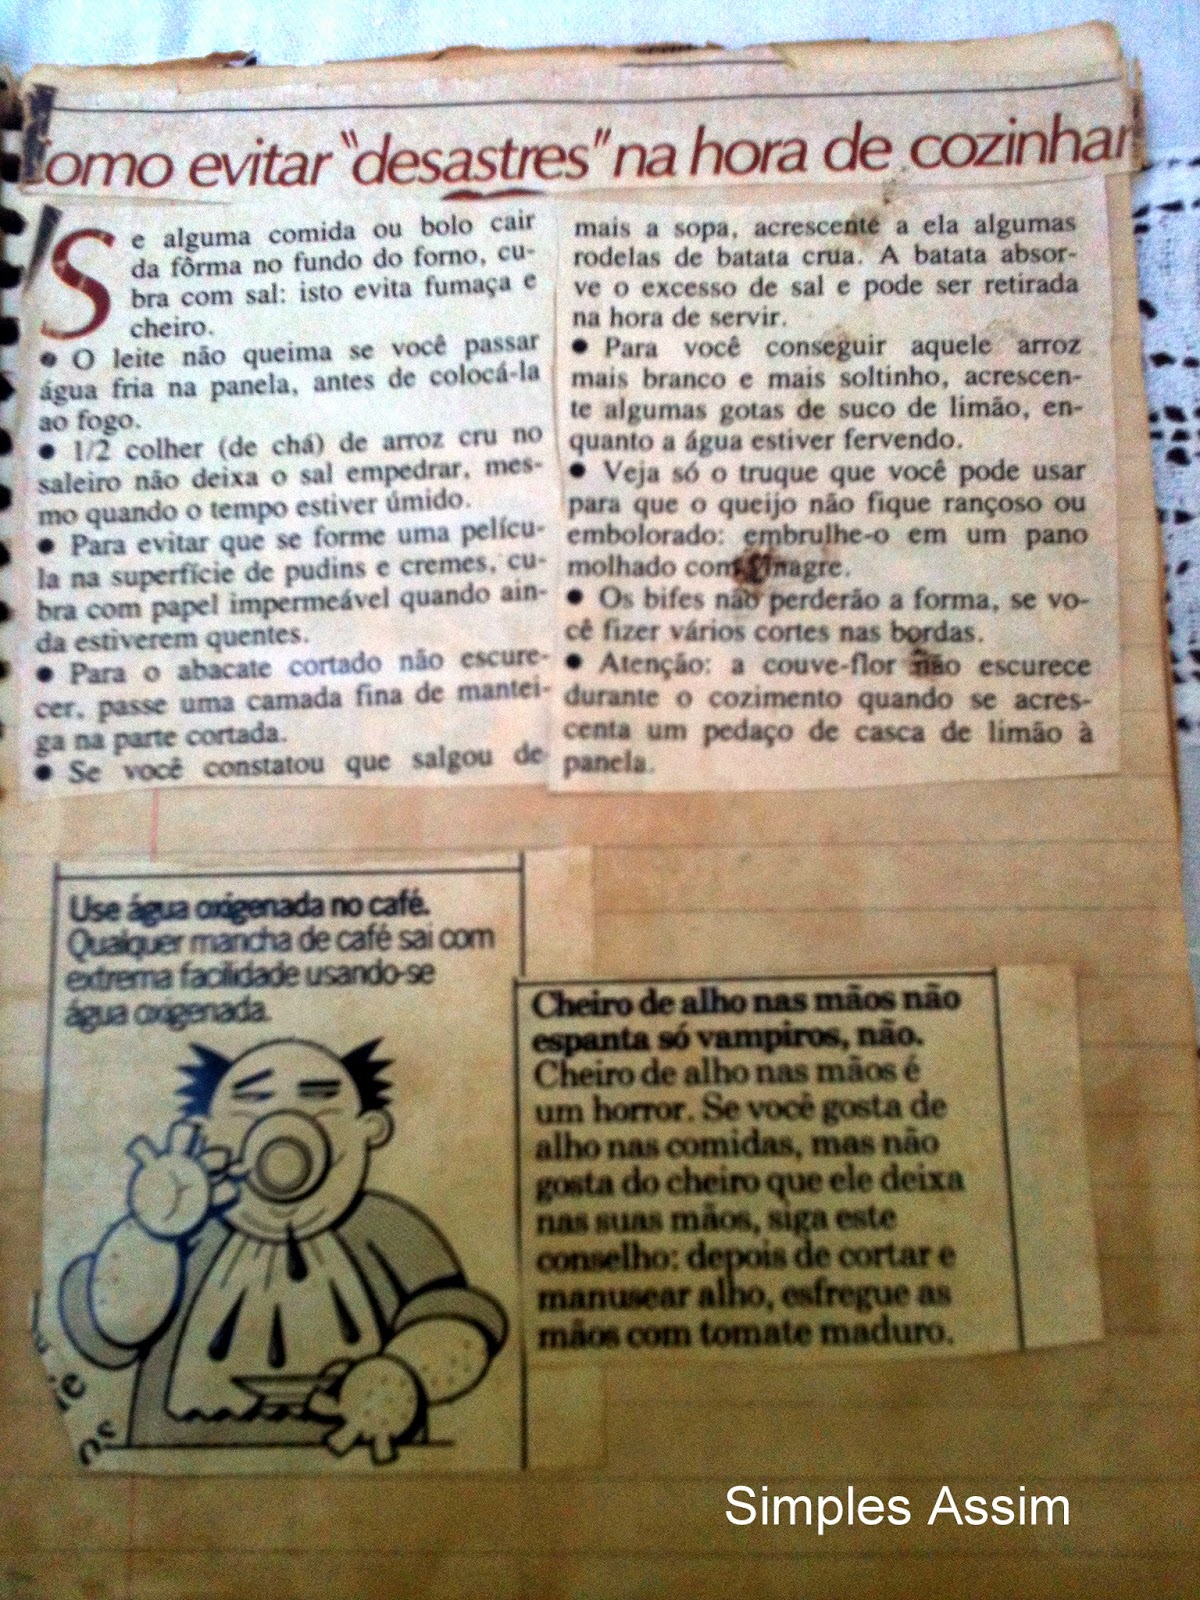 Como evitar "desastres" na hora de cozinhar
Se alguma comida ou bolo cair
da fôrma no fundo do forno, cu-
bra com sal: isto evita fumaça e
cheiro.
● O leite não queima se você passar
água fria na panela, antes de colocá-la
ao fogo.
● 1/2 colher (de chá) de arroz cru no
saleiro não deixa o sal empedrar, mes-
mo quando o tempo estiver úmido.
● Para evitar que se forme uma pelícu-
la na superfície de pudins e cremes, cu-
bra com papel impermeável quando ain-
da estiverem quentes.
● Para o abacate cortado não escure-
cer, passe uma camada fina de mantei-
ga na parte cortada.
● Se você constatou que salgou de-
mais a sopa, acrescente a ela algumas
rodelas de batata crua. A batata absor-
ve o excesso de sal e pode ser retirada
na hora de servir.
● Para você conseguir aquele arroz
mais branco e mais soltinho, acrescen-
te algumas gotas de suco de limão, en-
quanto a água estiver fervendo.
● Veja só o truque que você pode usar
para que o queijo não fique rançoso ou
embolorado: embrulhe-o em um pano
molhado com vinagre.
● Os bifes não perderão a forma, se vo-
cê fizer vários cortes nas bordas.
● Atenção: a couve-flor não escurece
durante o cozimento quando se acres-
centa um pedaço de casca de limão à
panela.
Use água oxigenada no café.
Qualquer mancha de café sai com
extrema facilidade usando-se
água oxigenada.
Cheiro de alho nas mãos não
espanta só vampiros, não.
Cheiro de alho nas mãos é
um horror. Se você gosta de
alho nas comidas, mas não
gosta do cheiro que ele deixa
nas suas mãos, siga este
conselho: depois de cortar e
manusear alho, esfregue as
mãos com tomate maduro.
Simples Assim